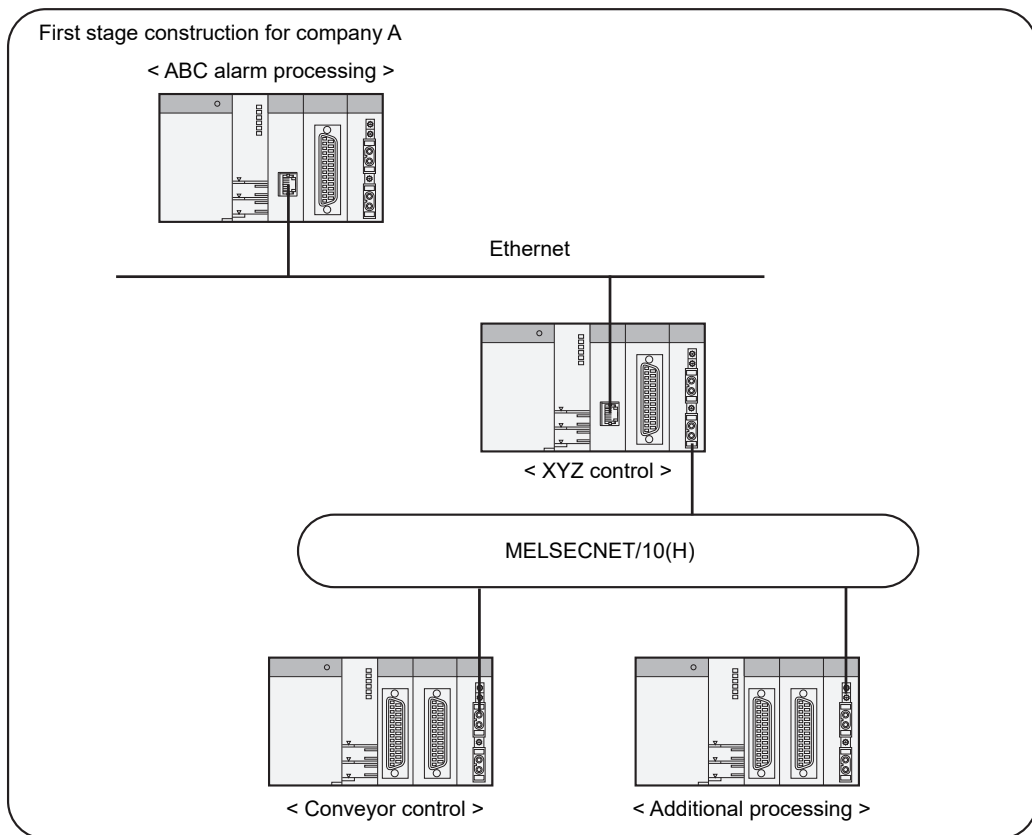 First stage construction for company A
< ABC alarm processing >
Ethernet
< XYZ control >
MELSECNET/10(H)
< Conveyor control >
< Additional processing >